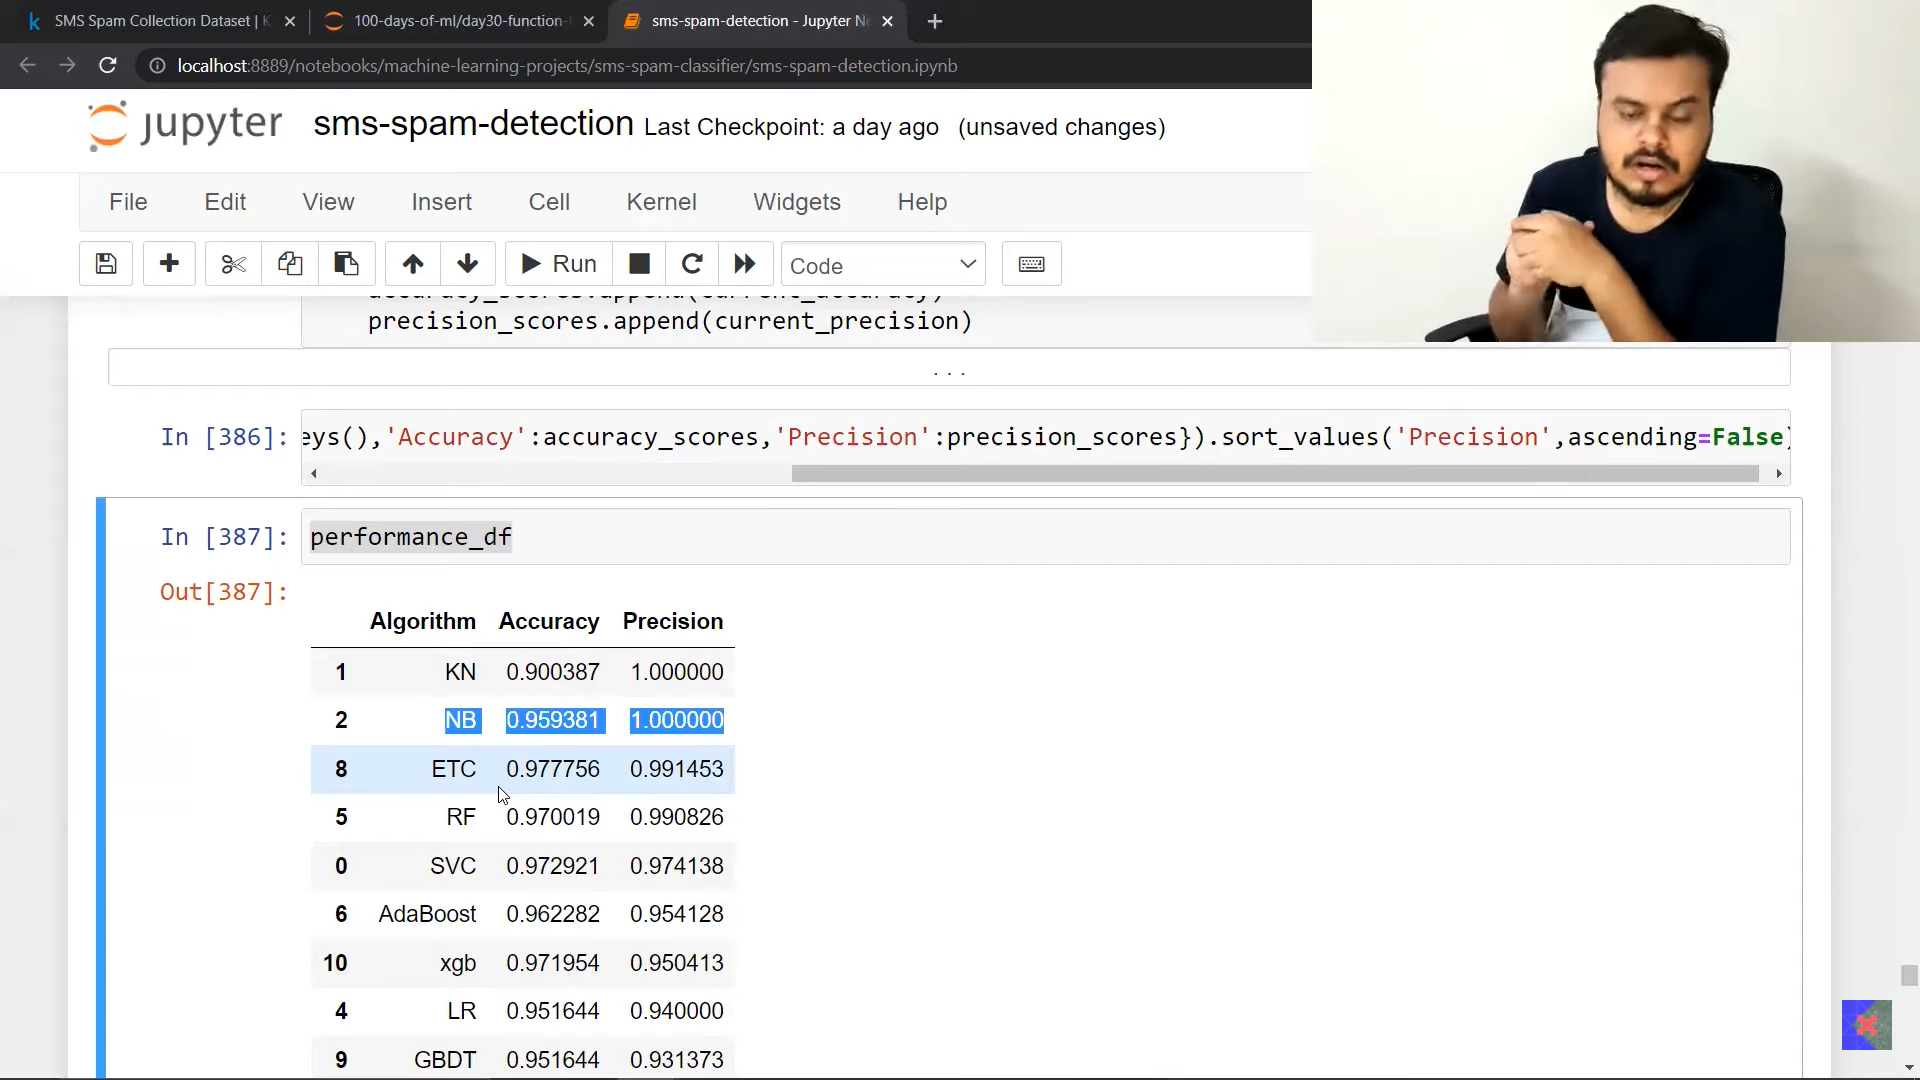 SMS Spam Collection Dataset | K
100-days-of-ml/day30-function-
sms-spam-detection - Jupyter No
localhost:8889/notebooks/machine-learning-projects/sms-spam-classifier/sms-spam-detection.ipynb
jupyter sms-spam-detection Last Checkpoint: a day ago (unsaved changes)
File Edit View Insert Cell Kernel Widgets Help
Run Code
accuracy_scores.append(current_accuracy)
precision_scores.append(current_precision)
...
In [386]: eys(),'Accuracy':accuracy_scores,'Precision':precision_scores}).sort_values('Precision',ascending=False)
In [387]: performance_df
Out[387]:
Algorithm Accuracy Precision
1 KN 0.900387 1.000000
2 NB 0.959381 1.000000
8 ETC 0.977756 0.991453
5 RF 0.970019 0.990826
0 SVC 0.972921 0.974138
6 AdaBoost 0.962282 0.954128
10 xgb 0.971954 0.950413
4 LR 0.951644 0.940000
9 GBDT 0.951644 0.931373